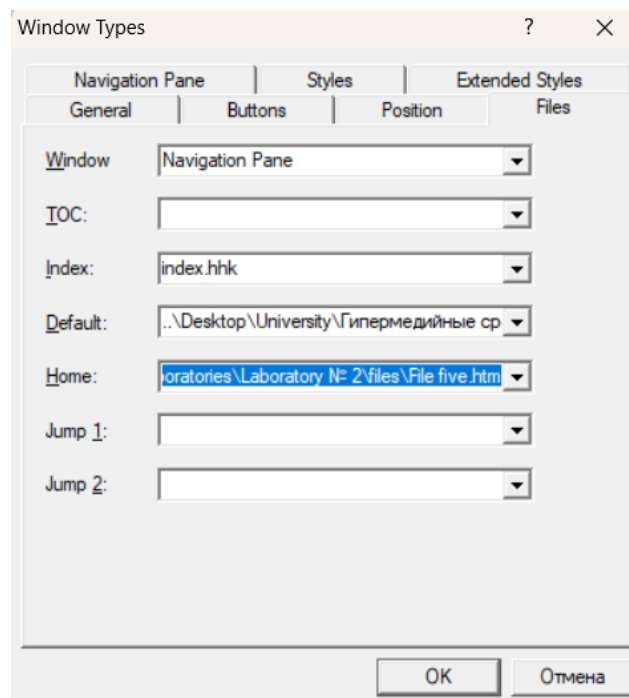 Window Types ? X
Navigation Pane Styles Extended Styles
General Buttons Position Files
Window Navigation Pane
TOC:
Index: index.hhk
Default: ..\Desktop\University\Гипермедийные ср
Home: oratories\Laboratory № 2\files\File five.htm
Jump 1:
Jump 2:
OK Отмена